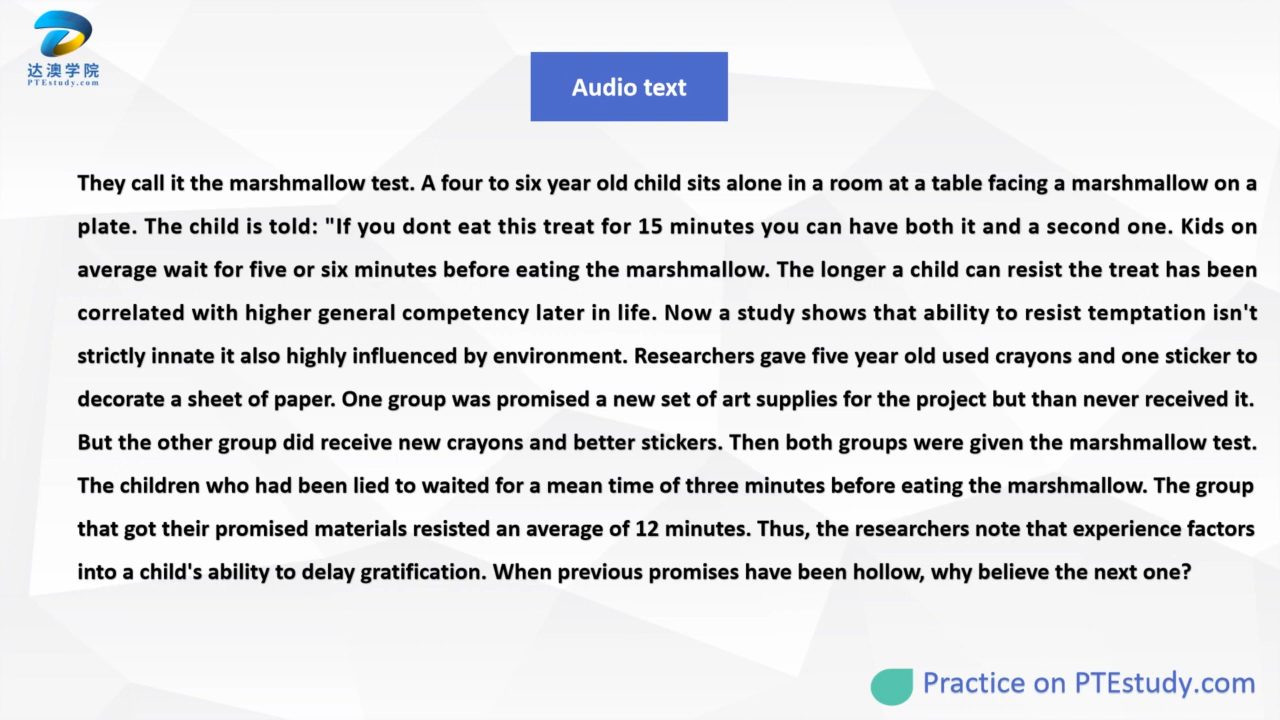 达澳学院
PTEstudy.com
Audio text
They call it the marshmallow test. A four to six year old child sits alone in a room at a table facing a marshmallow on a
plate. The child is told: "If you dont eat this treat for 15 minutes you can have both it and a second one. Kids on
average wait for five or six minutes before eating the marshmallow. The longer a child can resist the treat has been
correlated with higher general competency later in life. Now a study shows that ability to resist temptation isn't
strictly innate it also highly influenced by environment. Researchers gave five year old used crayons and one sticker to
decorate a sheet of paper. One group was promised a new set of art supplies for the project but than never received it.
But the other group did receive new crayons and better stickers. Then both groups were given the marshmallow test.
The children who had been lied to waited for a mean time of three minutes before eating the marshmallow. The group
that got their promised materials resisted an average of 12 minutes. Thus, the researchers note that experience factors
into a child's ability to delay gratification. When previous promises have been hollow, why believe the next one?
Practice on PTEstudy.com